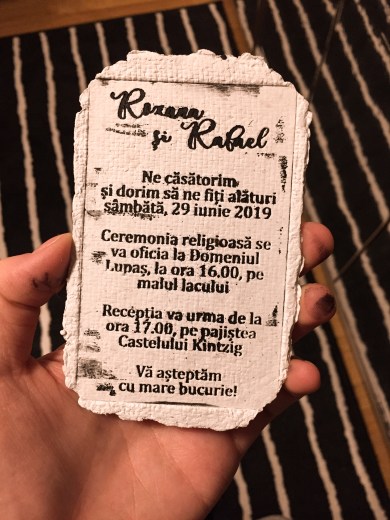 Roxana
și Rafael
Ne căsătorim
și dorim să ne fiți alături
sâmbătă, 29 iunie 2019
Ceremonia religioasă se
va oficia la Domeniul
Lupaș, la ora 16.00, pe
malul lacului
Recepția va urma de la
ora 17.00, pe pajiștea
Castelului Kintzig
Vă așteptăm
cu mare bucurie!